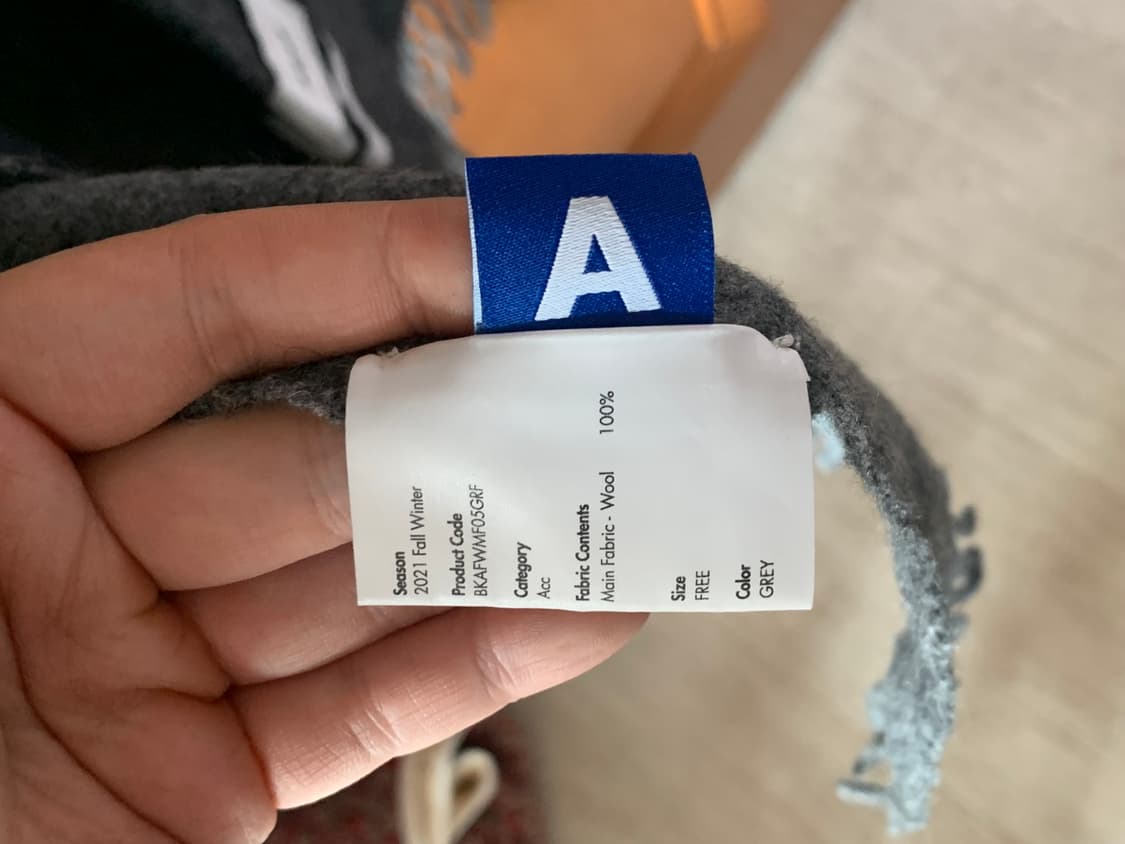 A
Season
2021 Fall Winter
Product Code
BKAFWMF05GRF
Category
Acc
Fabric Contents
Main Fabric - Wool 100%
Size
FREE
Color
GREY